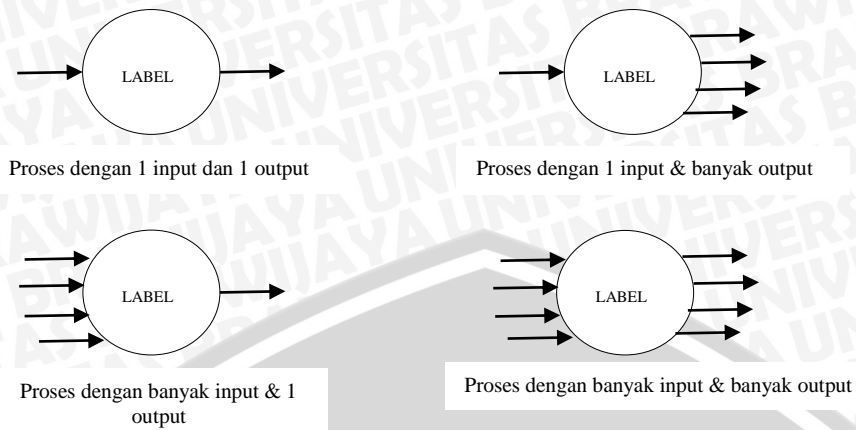 LABEL
LABEL
Proses dengan 1 input dan 1 output
Proses dengan 1 input & banyak output
LABEL
LABEL
Proses dengan banyak input & 1
output
Proses dengan banyak input & banyak output